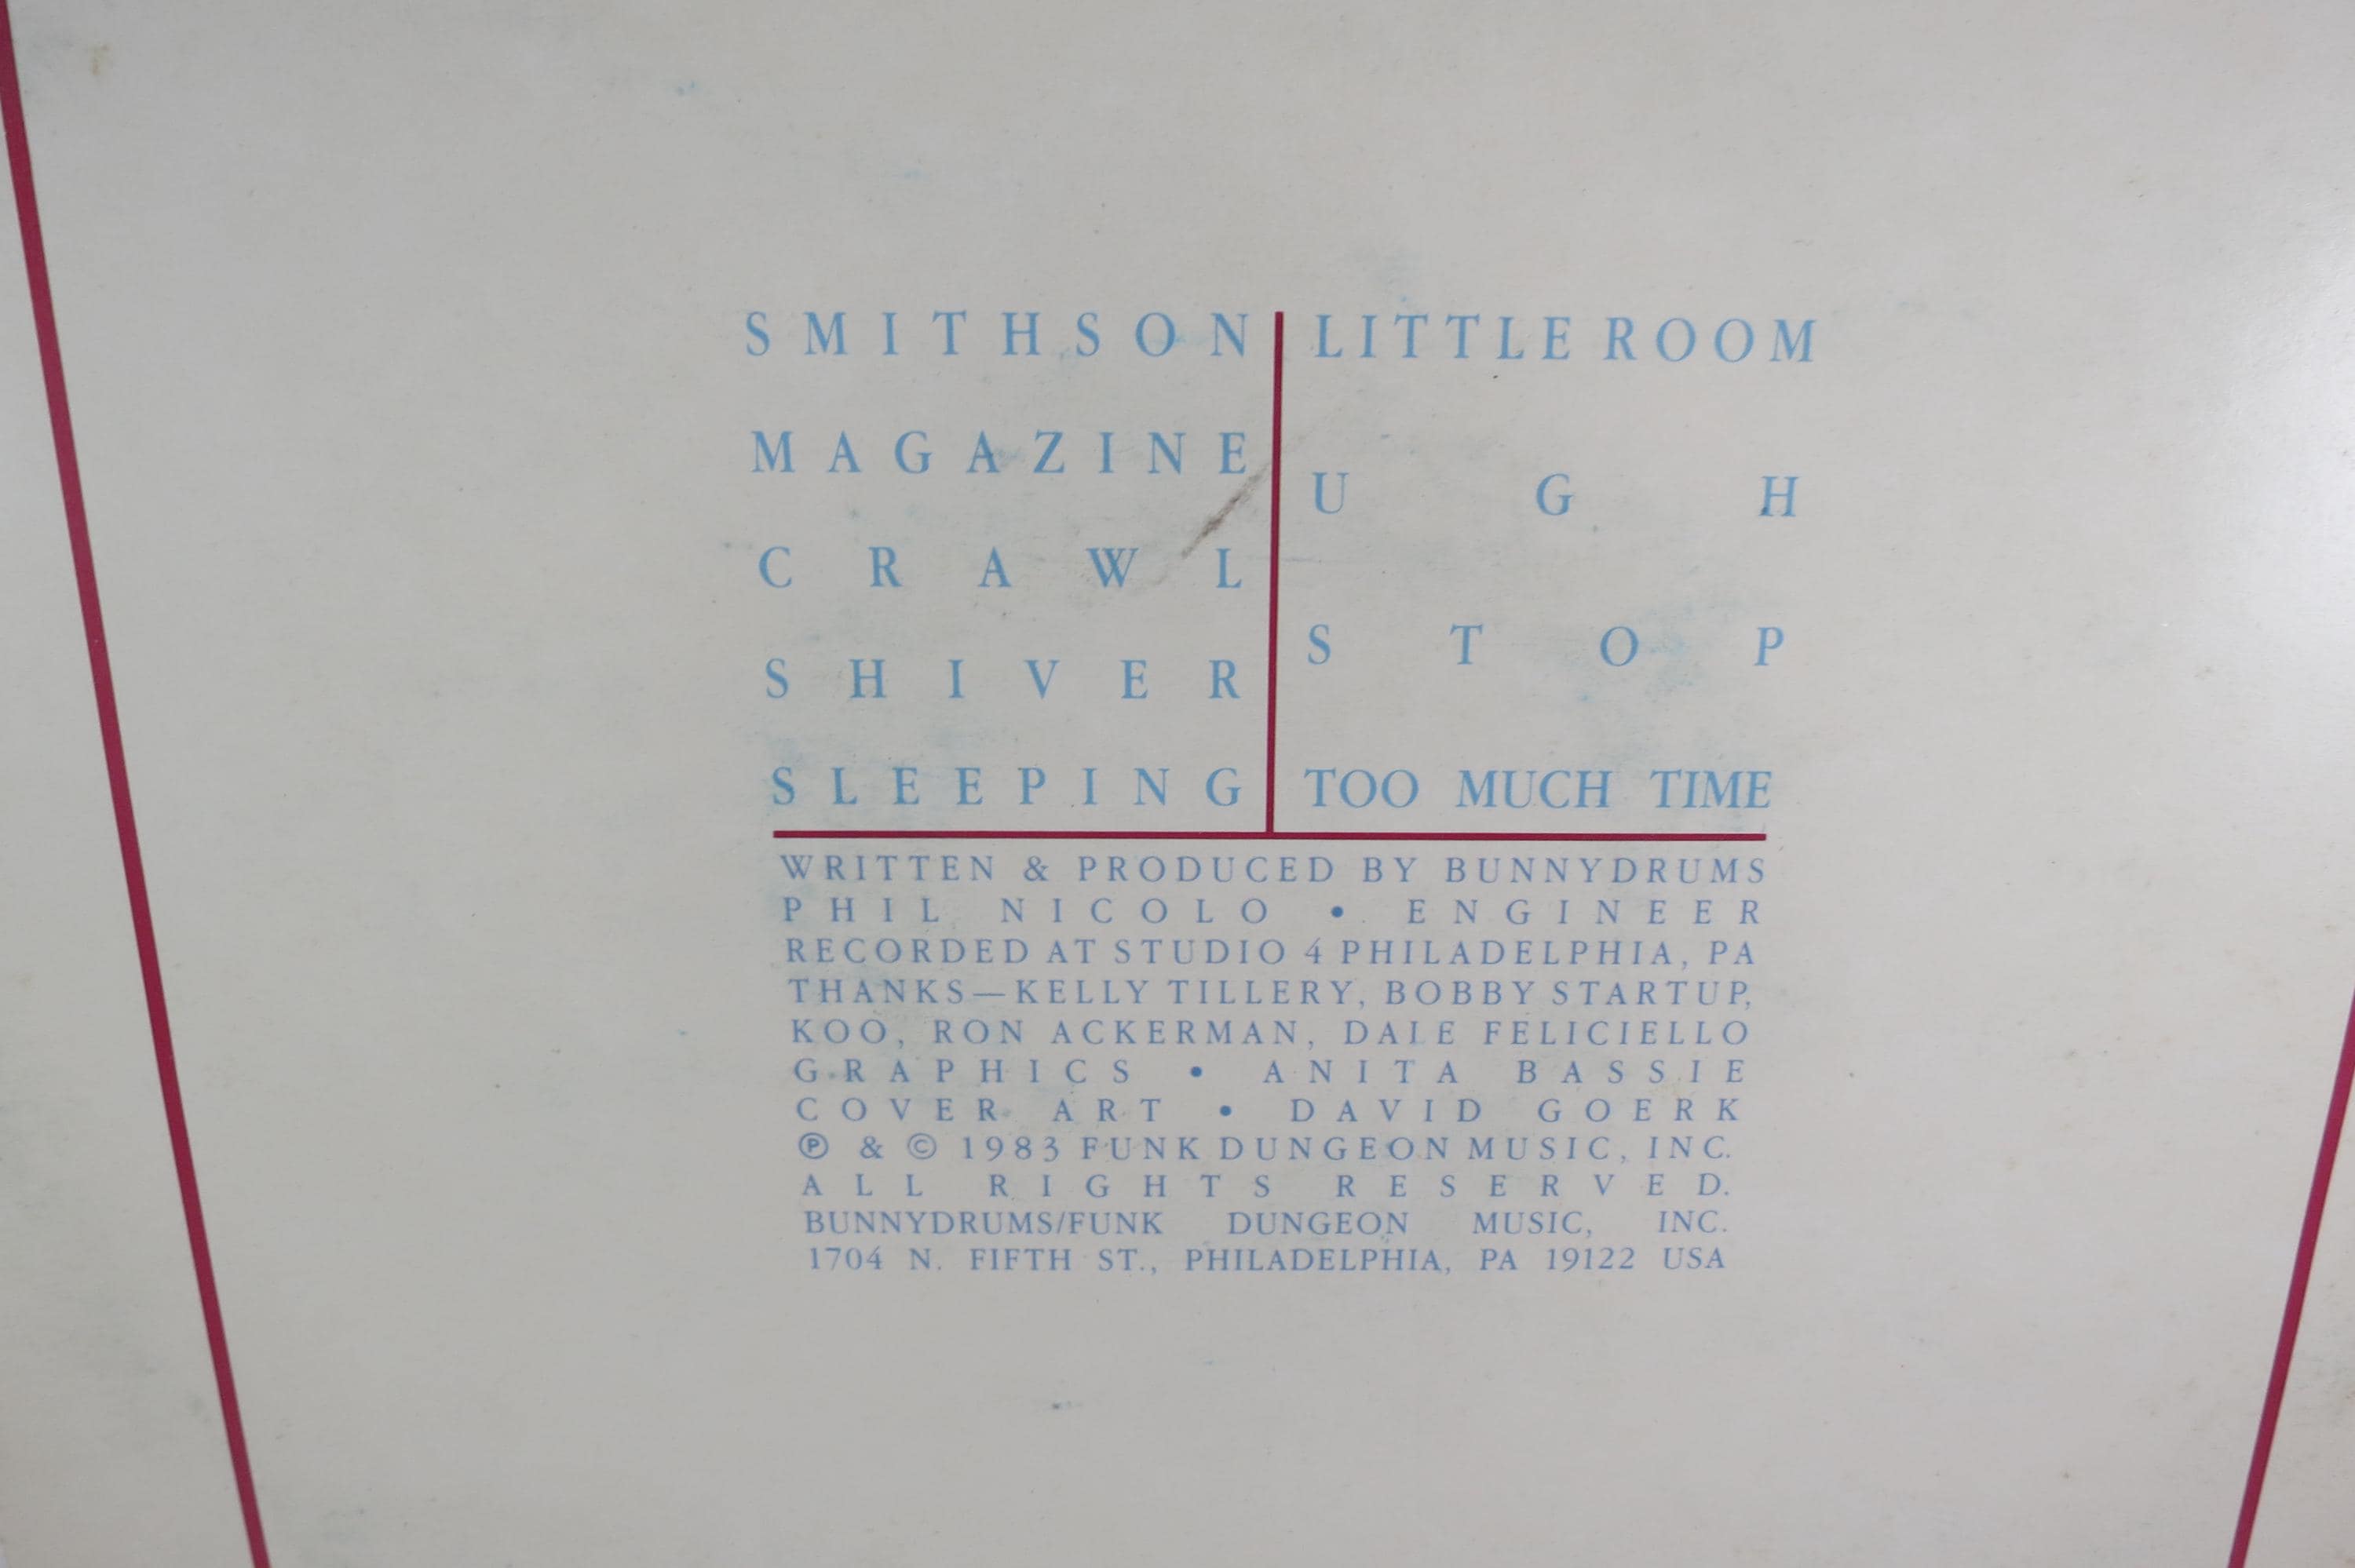 SMITHSON
MAGAZINE
CRAWL
SHIVER
SLEEPING
LITTLE ROOM
UGH
STOP
TOO MUCH TIME
WRITTEN & PRODUCED BY BUNNYDRUMS
PHIL NICOLO • ENGINEER
RECORDED AT STUDIO 4 PHILADELPHIA, PA
THANKS—KELLY TILLERY, BOBBY STARTUP,
KOO, RON ACKERMAN, DALE FELICIELLO
GRAPHICS • ANITA BASSIE
COVER ART • DAVID GOERK
℗ & © 1983 FUNK DUNGEON MUSIC, INC.
ALL RIGHTS RESERVED.
BUNNYDRUMS/FUNK DUNGEON MUSIC, INC.
1704 N. FIFTH ST., PHILADELPHIA, PA 19122 USA